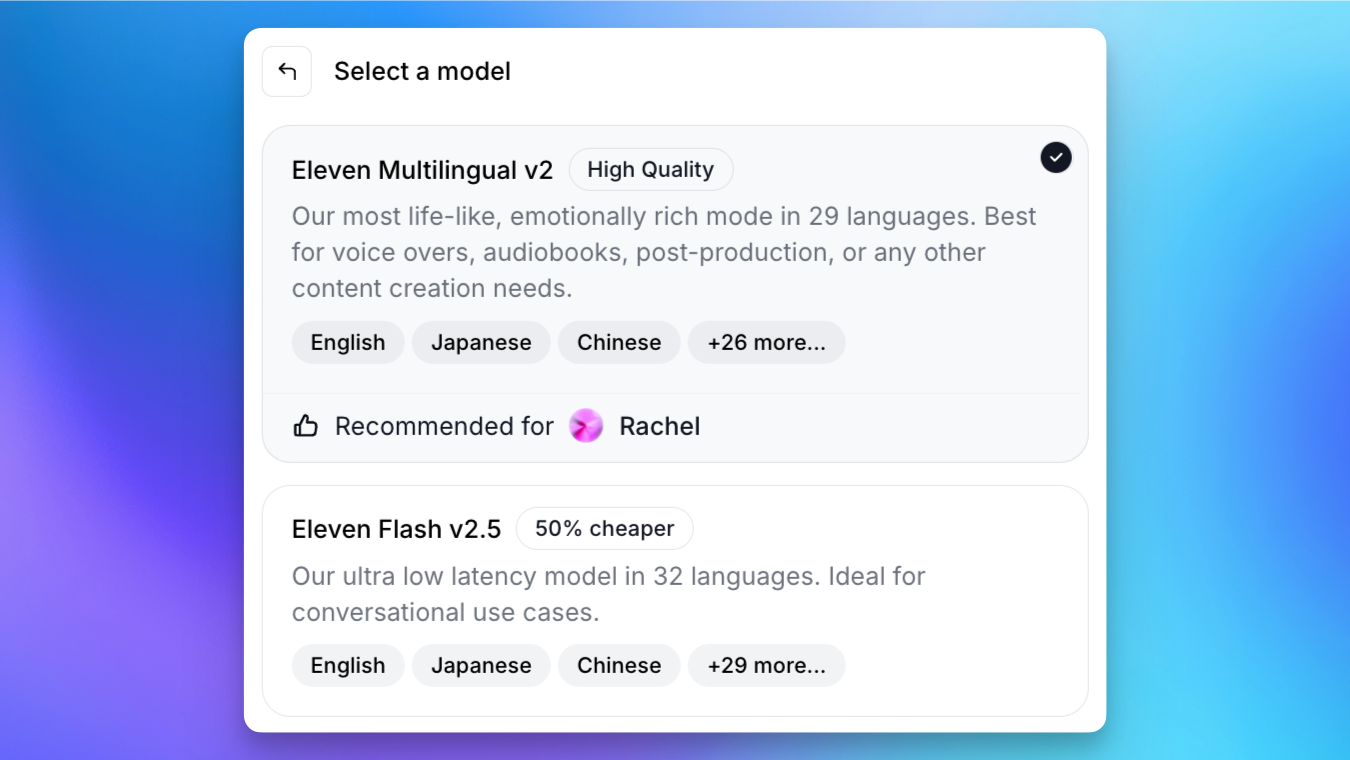 Select a model
Eleven Multilingual v2 High Quality
Our most life-like, emotionally rich mode in 29 languages. Best
for voice overs, audiobooks, post-production, or any other
content creation needs.
English Japanese Chinese +26 more...
Recommended for Rachel
Eleven Flash v2.5 50% cheaper
Our ultra low latency model in 32 languages. Ideal for
conversational use cases.
English Japanese Chinese +29 more...